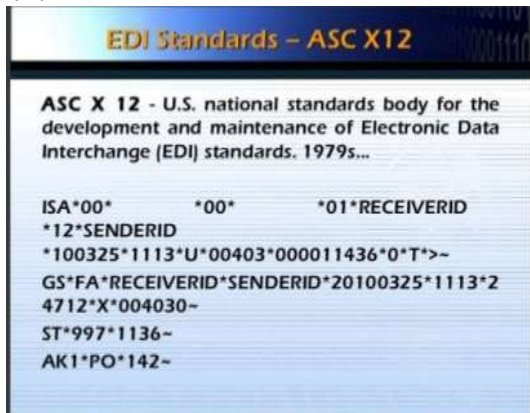 EDI Standards – ASC X12
ASC X 12 - U.S. national standards body for the
development and maintenance of Electronic Data
Interchange (EDI) standards. 1979s...
ISA*00* *00* *01*RECEIVERID
*12*SENDERID
*100325*1113*U*00403*000011436*0*T*>~
GS*FA*RECEIVERID*SENDERID*20100325*1113*2
4712*X*004030~
ST*997*1136~
AK1*PO*142~